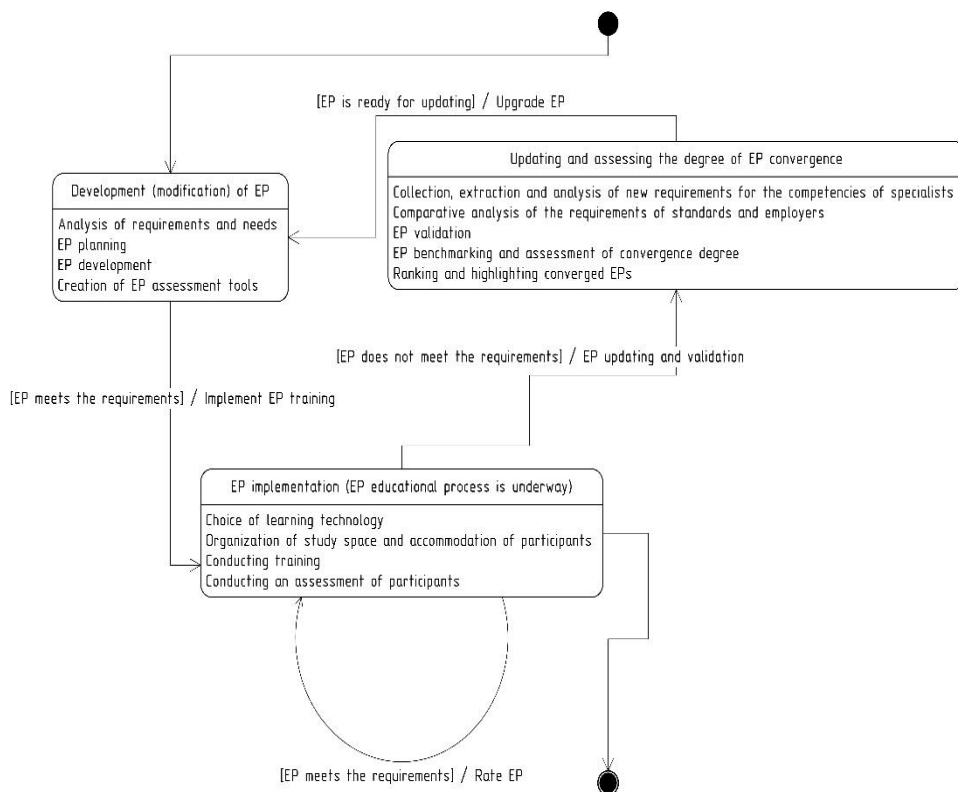 [EP is ready for updating] / Upgrade EP
Development (modification) of EP
Analysis of requirements and needs
EP planning
EP development
Creation of EP assessment tools
Updating and assessing the degree of EP convergence
Collection, extraction and analysis of new requirements for the competencies of specialists
Comparative analysis of the requirements of standards and employers
EP validation
EP benchmarking and assessment of convergence degree
Ranking and highlighting converged EPs
[EP does not meet the requirements] / EP updating and validation
[EP meets the requirements] / Implement EP training
EP implementation (EP educational process is underway)
Choice of learning technology
Organization of study space and accommodation of participants
Conducting training
Conducting an assessment of participants
[EP meets the requirements] / Rate EP